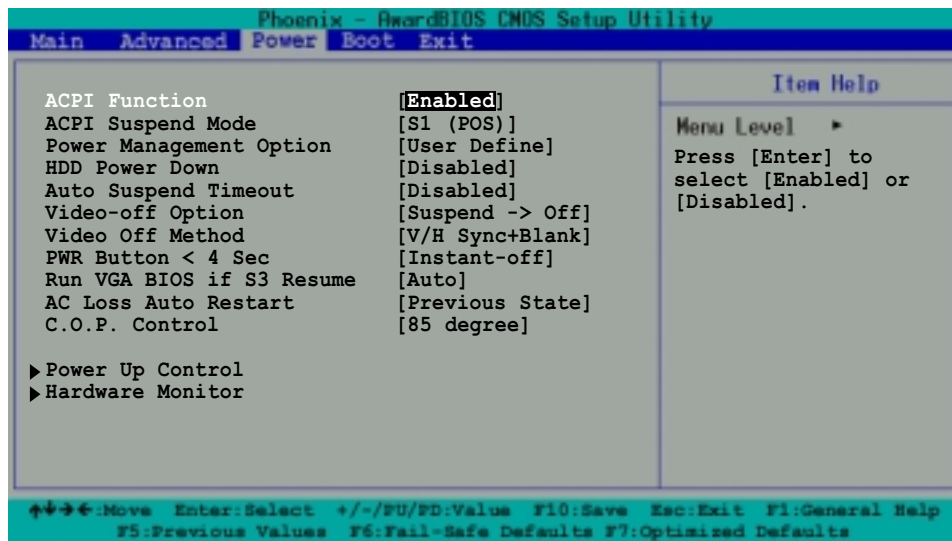 Phoenix - AwardBIOS CMOS Setup Utility
Main Advanced Power Boot Exit
Item Help
ACPI Function [Enabled]
ACPI Suspend Mode [S1 (POS)]
Power Management Option [User Define]
HDD Power Down [Disabled]
Auto Suspend Timeout [Disabled]
Video-off Option [Suspend -> Off]
Video Off Method [V/H Sync+Blank]
PWR Button < 4 Sec [Instant-off]
Run VGA BIOS if S3 Resume [Auto]
AC Loss Auto Restart [Previous State]
C.O.P. Control [85 degree]
Power Up Control
Hardware Monitor
Menu Level
Press [Enter] to
select [Enabled] or
[Disabled].
:Move Enter:Select +/-/PU/PD:Value F10:Save Esc:Exit F1:General Help
F5:Previous Values F6:Fail-Safe Defaults F7:Optimized Defaults